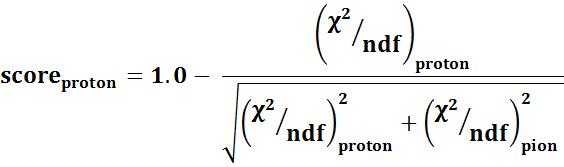 score_proton = 1.0 − (χ²/ndf)_proton / √((χ²/ndf)²_proton + (χ²/ndf)²_pion)